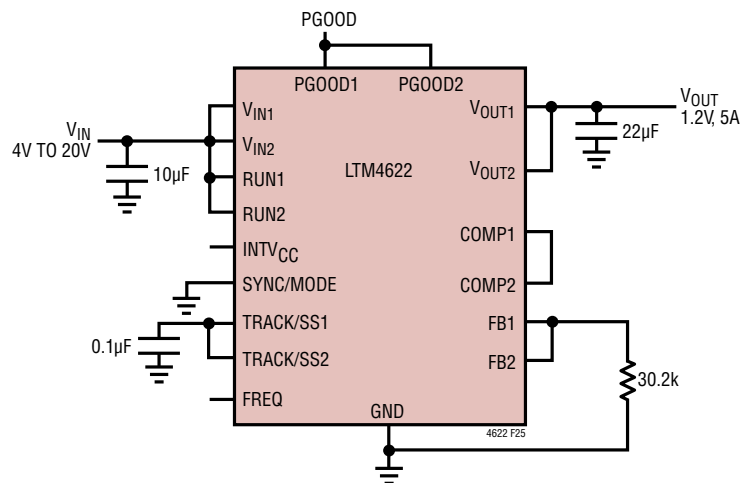 PGOOD
PGOOD1 PGOOD2
VIN
4V TO 20V
10µF
VIN1
VIN2
RUN1
RUN2
INTVCC
SYNC/MODE
TRACK/SS1
TRACK/SS2
0.1µF
FREQ
LTM4622
GND
VOUT1
VOUT2
COMP1
COMP2
FB1
FB2
VOUT
1.2V, 5A
22µF
30.2k
4622 F25